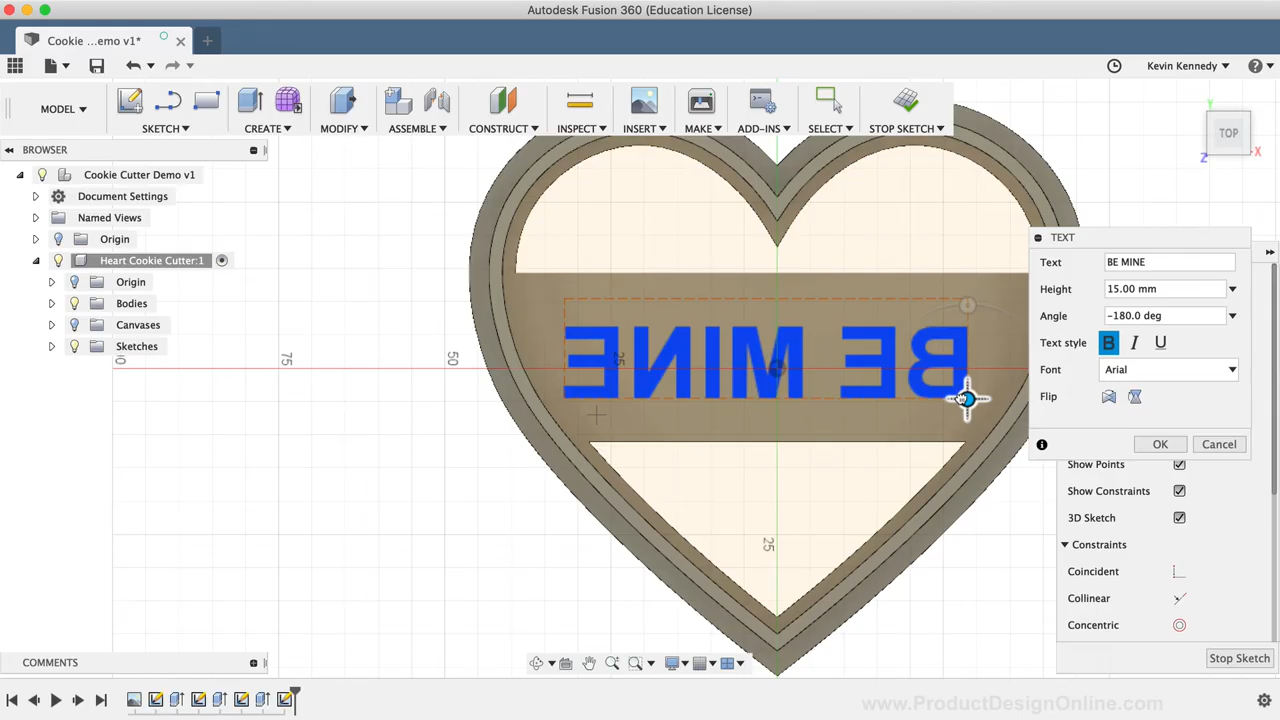 Autodesk Fusion 360 (Education License)
Cookie ...emo v1*
Kevin Kennedy
MODEL
SKETCH
CREATE
MODIFY
ASSEMBLE
CONSTRUCT
INSPECT
INSERT
MAKE
ADD-INS
SELECT
STOP SKETCH
TOP
Y
X
Z
BROWSER
Cookie Cutter Demo v1
Document Settings
Named Views
Origin
Heart Cookie Cutter:1
Origin
Bodies
Canvases
Sketches
75
50
25
25
BE MINE
TEXT
Text BE MINE
Height 15.00 mm
Angle -180.0 deg
Text style B I U
Font Arial
Flip
OK Cancel
Show Points
Show Constraints
3D Sketch
Constraints
Coincident
Collinear
Concentric
Stop Sketch
COMMENTS
www.ProductDesignOnline.com